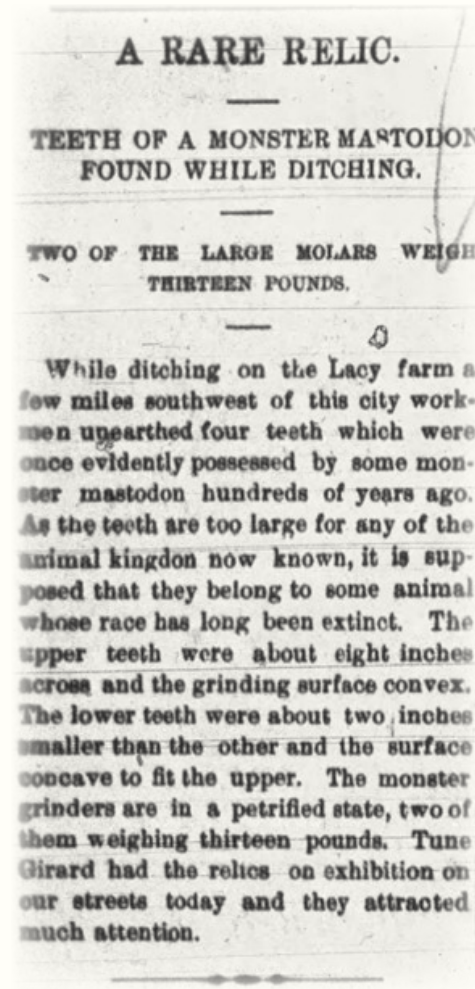 A RARE RELIC.
TEETH OF A MONSTER MASTODON
FOUND WHILE DITCHING.
TWO OF THE LARGE MOLARS WEIGH
THIRTEEN POUNDS.
While ditching on the Lacy farm a
few miles southwest of this city work-
men unearthed four teeth which were
once evidently possessed by some mon-
ster mastodon hundreds of years ago.
As the teeth are too large for any of the
animal kingdon now known, it is sup-
posed that they belong to some animal
whose race has long been extinct. The
upper teeth were about eight inches
across and the grinding surface convex.
The lower teeth were about two inches
smaller than the other and the surface
concave to fit the upper. The monster
grinders are in a petrified state, two of
them weighing thirteen pounds. Tune
Girard had the relics on exhibition on
our streets today and they attracted
much attention.